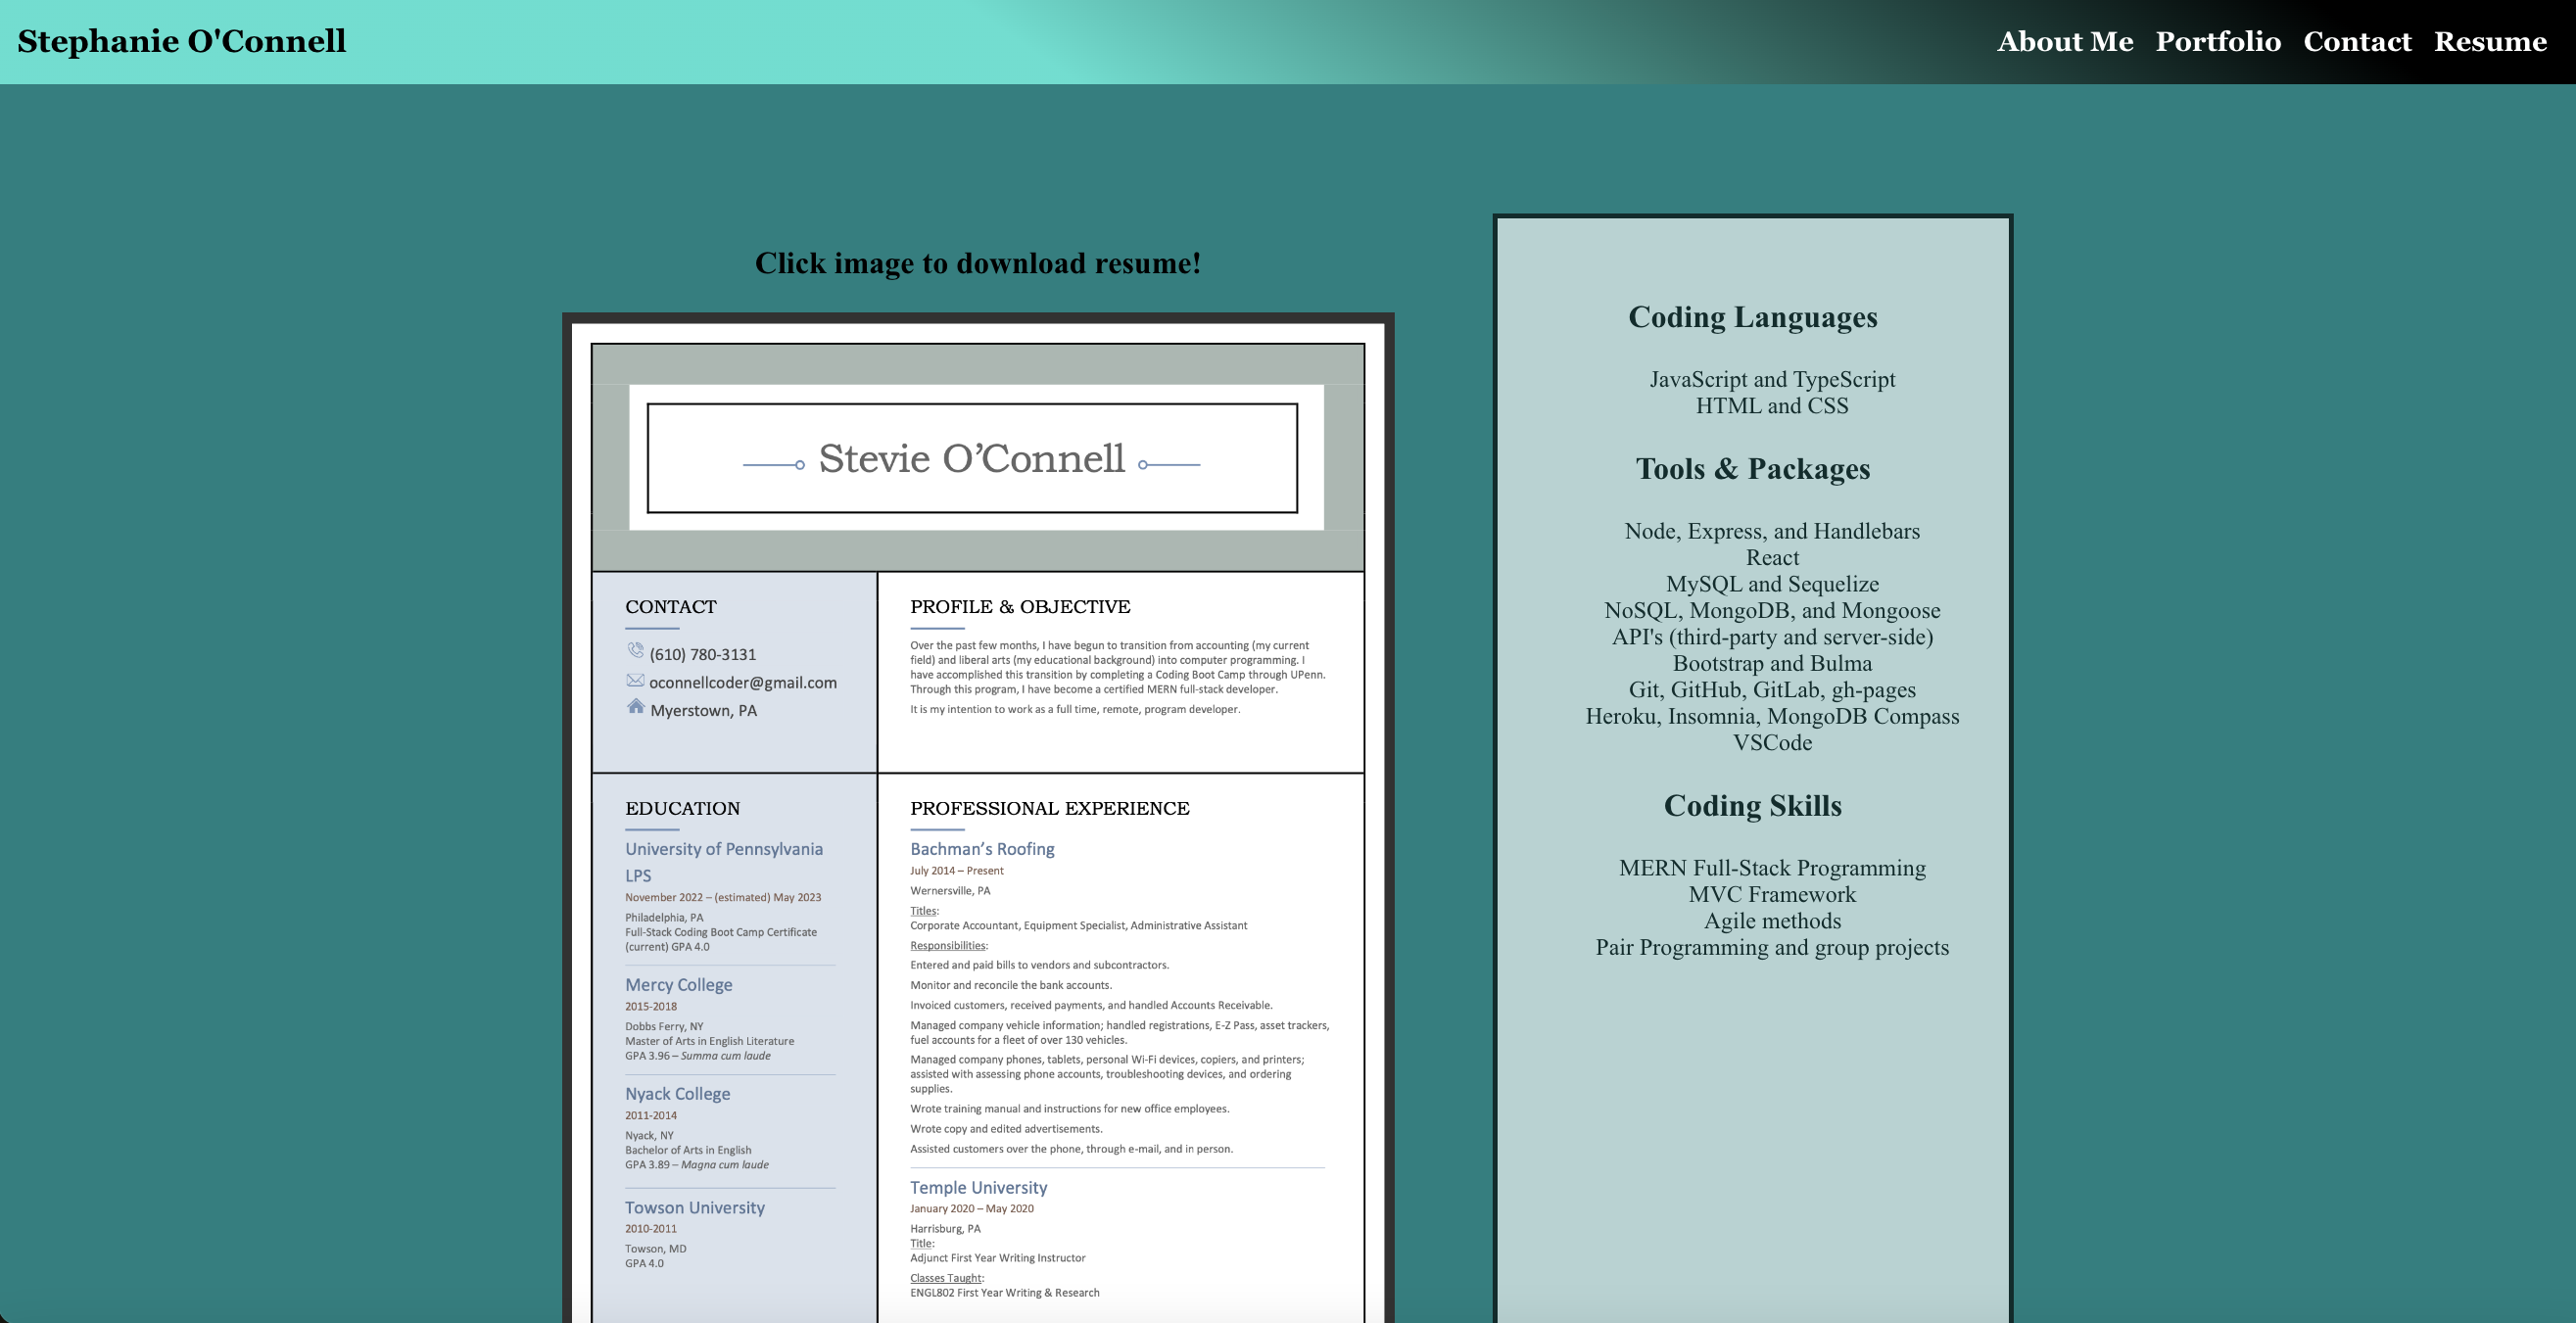 Stephanie O'Connell
About Me Portfolio Contact Resume
Click image to download resume!
Stevie O’Connell
CONTACT
(610) 780-3131
oconnellcoder@gmail.com
Myerstown, PA
PROFILE & OBJECTIVE
Over the past few months, I have begun to transition from accounting (my current
field) and liberal arts (my educational background) into computer programming. I
have accomplished this transition by completing a Coding Boot Camp through UPenn.
Through this program, I have become a certified MERN full-stack developer.
It is my intention to work as a full time, remote, program developer.
EDUCATION
University of Pennsylvania
LPS
November 2022 – (estimated) May 2023
Philadelphia, PA
Full-Stack Coding Boot Camp Certificate
(current) GPA 4.0
Mercy College
2015-2018
Dobbs Ferry, NY
Master of Arts in English Literature
GPA 3.96 – Summa cum laude
Nyack College
2011-2014
Nyack, NY
Bachelor of Arts in English
GPA 3.89 – Magna cum laude
Towson University
2010-2011
Towson, MD
GPA 4.0
PROFESSIONAL EXPERIENCE
Bachman’s Roofing
July 2014 – Present
Wernersville, PA
Titles:
Corporate Accountant, Equipment Specialist, Administrative Assistant
Responsibilities:
Entered and paid bills to vendors and subcontractors.
Monitor and reconcile the bank accounts.
Invoiced customers, received payments, and handled Accounts Receivable.
Managed company vehicle information; handled registrations, E-Z Pass, asset trackers,
fuel accounts for a fleet of over 130 vehicles.
Managed company phones, tablets, personal Wi-Fi devices, copiers, and printers;
assisted with assessing phone accounts, troubleshooting devices, and ordering
supplies.
Wrote training manual and instructions for new office employees.
Wrote copy and edited advertisements.
Assisted customers over the phone, through e-mail, and in person.
Temple University
January 2020 – May 2020
Harrisburg, PA
Title:
Adjunct First Year Writing Instructor
Classes Taught:
ENGL802 First Year Writing & Research
Coding Languages
JavaScript and TypeScript
HTML and CSS
Tools & Packages
Node, Express, and Handlebars
React
MySQL and Sequelize
NoSQL, MongoDB, and Mongoose
API's (third-party and server-side)
Bootstrap and Bulma
Git, GitHub, GitLab, gh-pages
Heroku, Insomnia, MongoDB Compass
VSCode
Coding Skills
MERN Full-Stack Programming
MVC Framework
Agile methods
Pair Programming and group projects